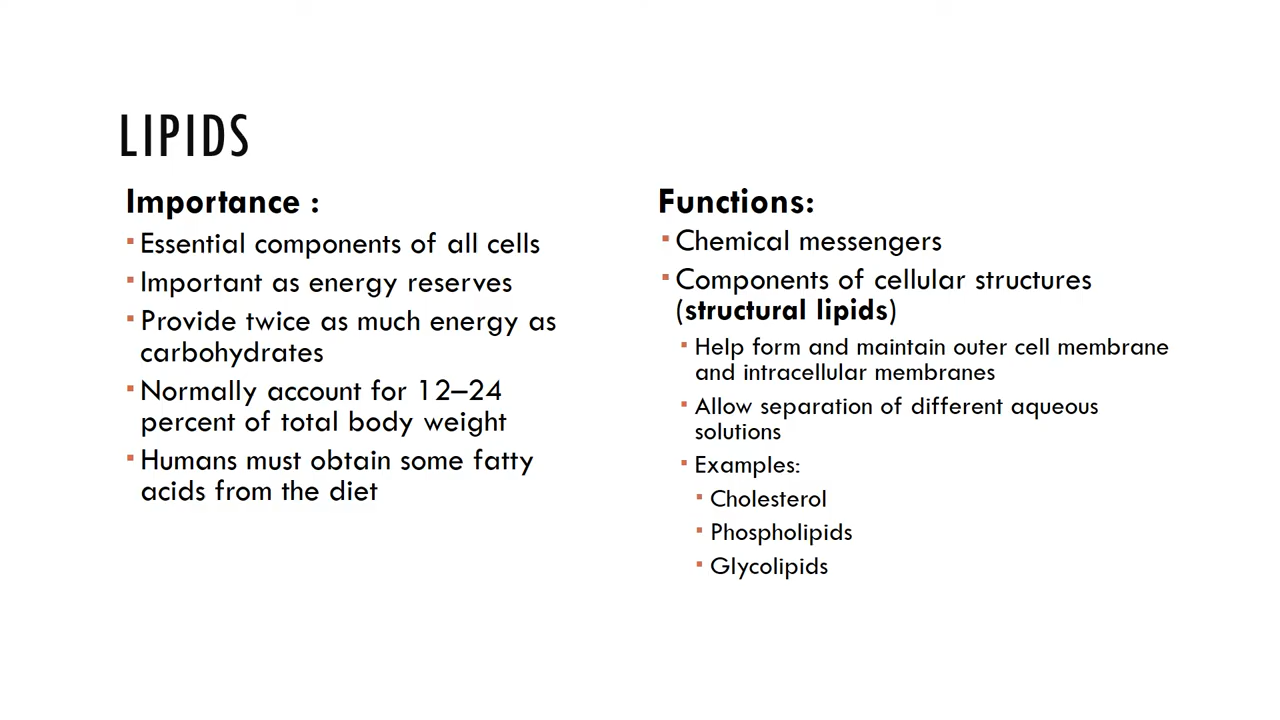 LIPIDS
Importance :
▪ Essential components of all cells
▪ Important as energy reserves
▪ Provide twice as much energy as
carbohydrates
▪ Normally account for 12–24
percent of total body weight
▪ Humans must obtain some fatty
acids from the diet
Functions:
▪ Chemical messengers
▪ Components of cellular structures
(structural lipids)
▪ Help form and maintain outer cell membrane
and intracellular membranes
▪ Allow separation of different aqueous
solutions
▪ Examples:
▪ Cholesterol
▪ Phospholipids
▪ Glycolipids